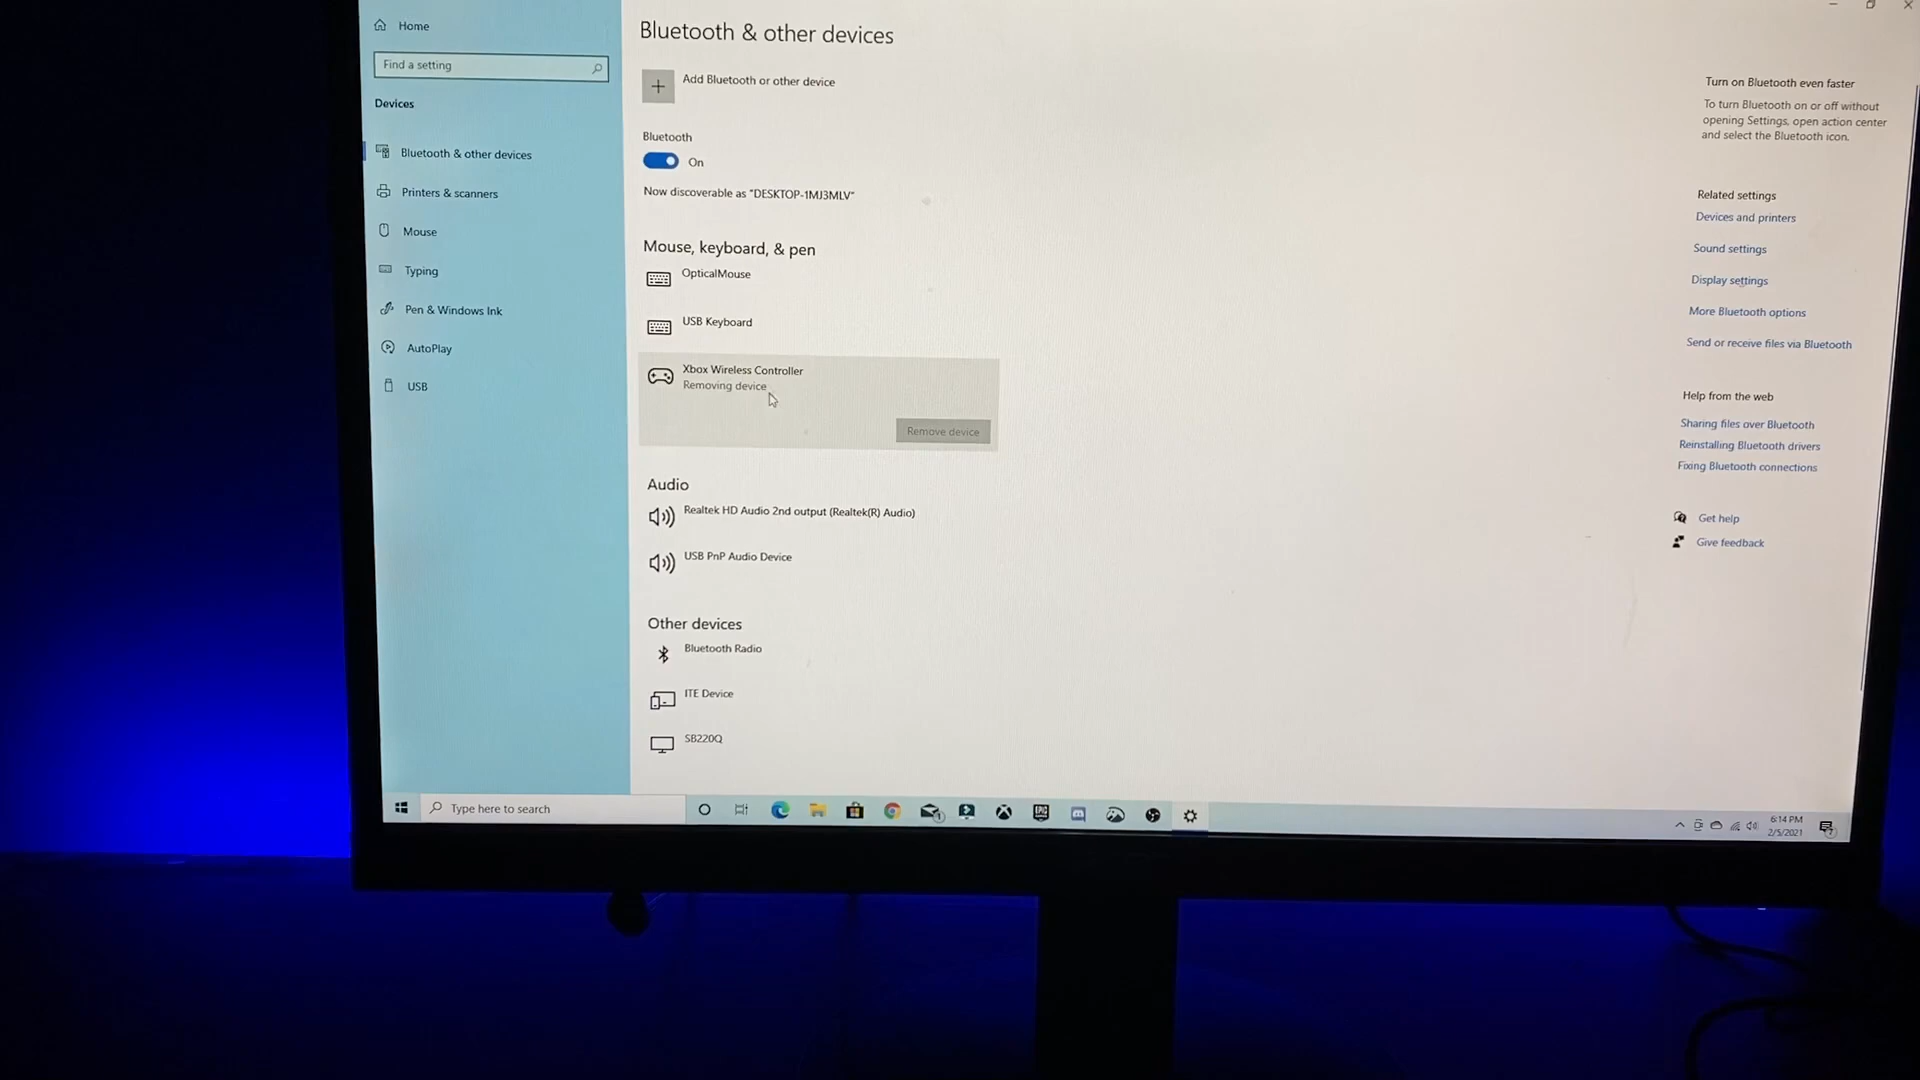 Home
Find a setting
Devices
Bluetooth & other devices
Printers & scanners
Mouse
Typing
Pen & Windows Ink
AutoPlay
USB
Bluetooth & other devices
Add Bluetooth or other device
Bluetooth
On
Now discoverable as "DESKTOP-1MJ3MLV"
Mouse, keyboard, & pen
OpticalMouse
USB Keyboard
Xbox Wireless Controller
Removing device
Remove device
Audio
Realtek HD Audio 2nd output (Realtek(R) Audio)
USB PnP Audio Device
Other devices
Bluetooth Radio
ITE Device
SB220Q
Turn on Bluetooth even faster
To turn Bluetooth on or off without
opening Settings, open action center
and select the Bluetooth icon.
Related settings
Devices and printers
Sound settings
Display settings
More Bluetooth options
Send or receive files via Bluetooth
Help from the web
Sharing files over Bluetooth
Reinstalling Bluetooth drivers
Fixing Bluetooth connections
Get help
Give feedback
Type here to search
EPIC
6:14 PM
2/5/2021